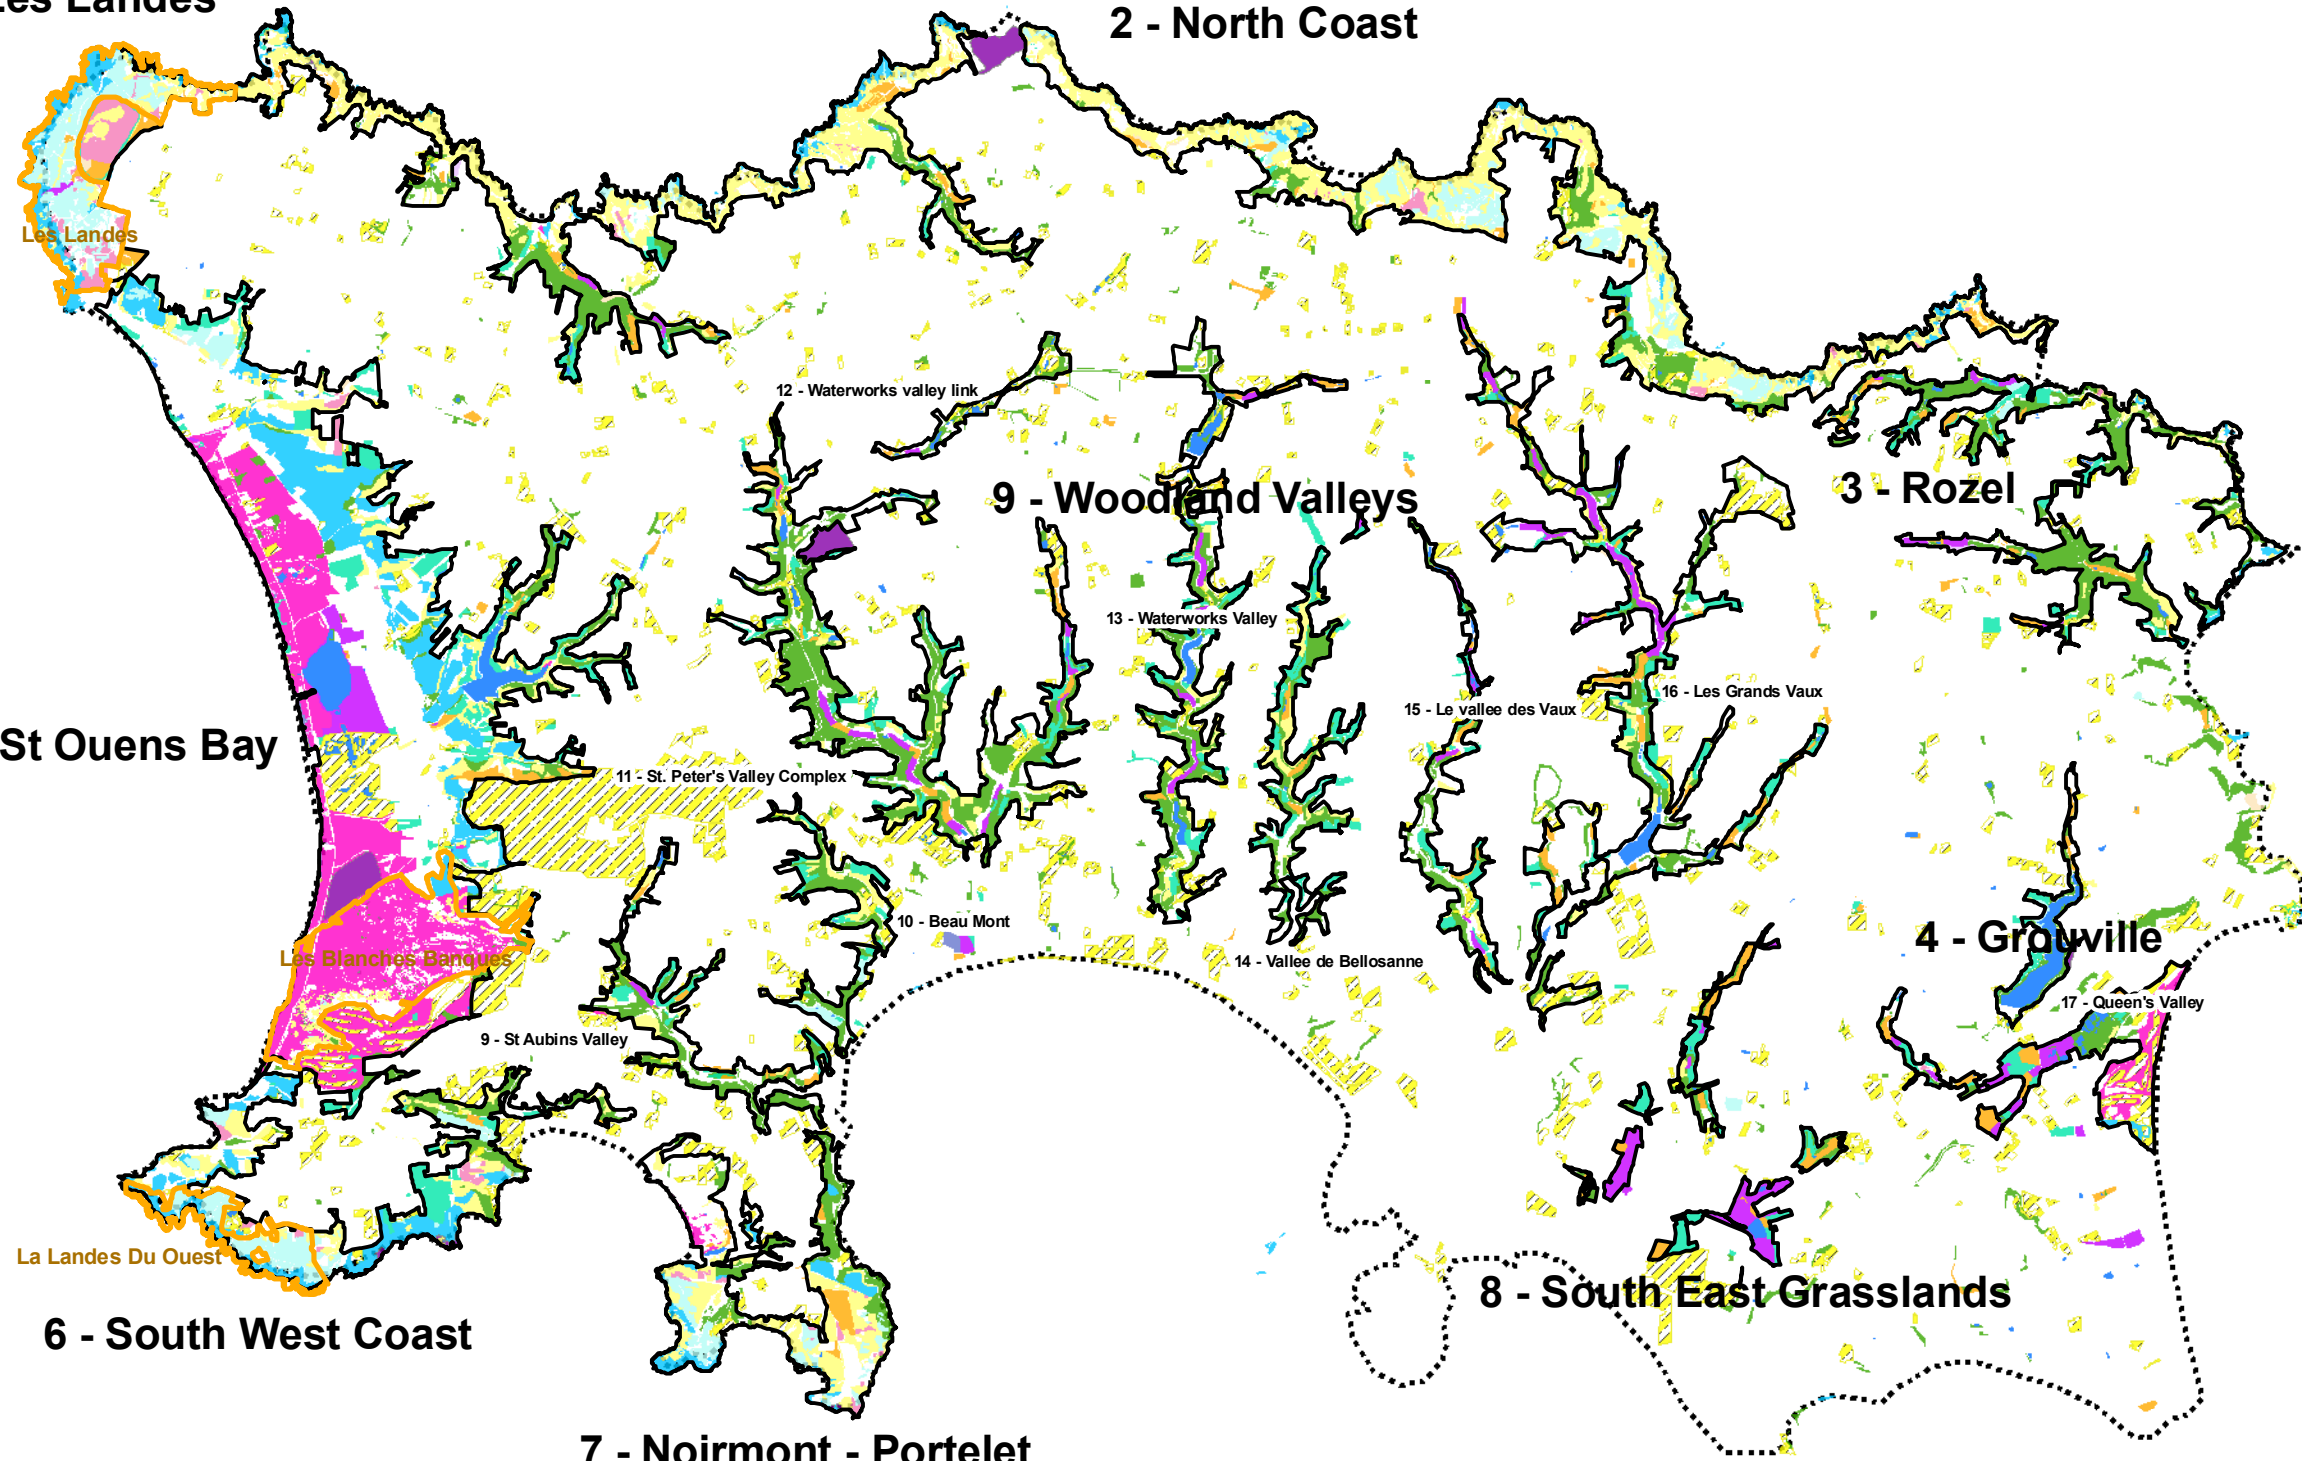 Les Landes
2 - North Coast
Les Landes
12 - Waterworks valley link
9 - Woodland Valleys
3 - Rozel
13 - Waterworks Valley
16 - Les Grands Vaux
15 - Le vallee des Vaux
St Ouens Bay
11 - St. Peter's Valley Complex
10 - Beau Mont
4 - Grouville
Les Blanches Banques
14 - Vallee de Bellosanne
17 - Queen's Valley
9 - St Aubins Valley
La Landes Du Ouest
8 - South East Grasslands
6 - South West Coast
7 - Noirmont - Portelet